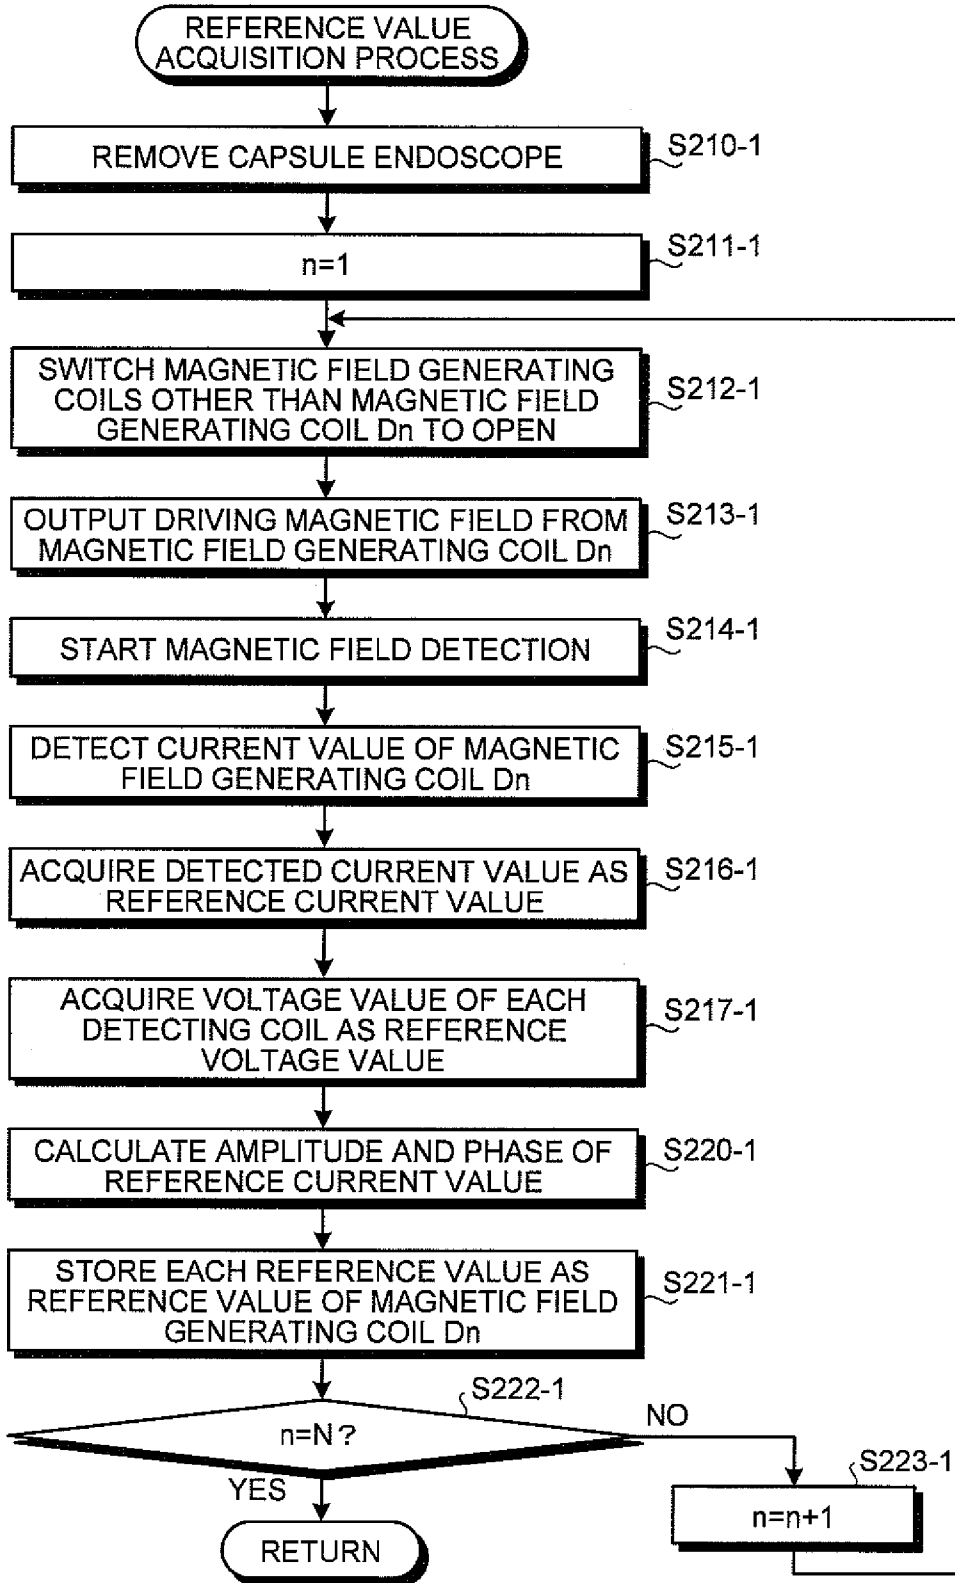 REFERENCE VALUE
ACQUISITION PROCESS
REMOVE CAPSULE ENDOSCOPE
S210-1
n=1
S211-1
SWITCH MAGNETIC FIELD GENERATING
COILS OTHER THAN MAGNETIC FIELD
GENERATING COIL Dn TO OPEN
S212-1
OUTPUT DRIVING MAGNETIC FIELD FROM
MAGNETIC FIELD GENERATING COIL Dn
S213-1
START MAGNETIC FIELD DETECTION
S214-1
DETECT CURRENT VALUE OF MAGNETIC
FIELD GENERATING COIL Dn
S215-1
ACQUIRE DETECTED CURRENT VALUE AS
REFERENCE CURRENT VALUE
S216-1
ACQUIRE VOLTAGE VALUE OF EACH
DETECTING COIL AS REFERENCE
VOLTAGE VALUE
S217-1
CALCULATE AMPLITUDE AND PHASE OF
REFERENCE CURRENT VALUE
S220-1
STORE EACH REFERENCE VALUE AS
REFERENCE VALUE OF MAGNETIC FIELD
GENERATING COIL Dn
S221-1
S222-1
n=N?
NO
YES
S223-1
n=n+1
RETURN